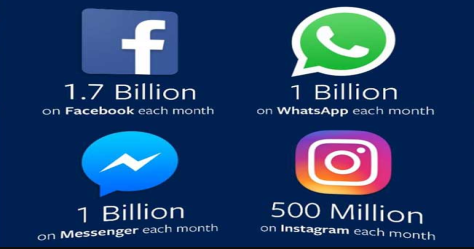 1.7 Billion
on Facebook each month
1 Billion
on WhatsApp each month
1 Billion
on Messenger each month
500 Million
on Instagram each month